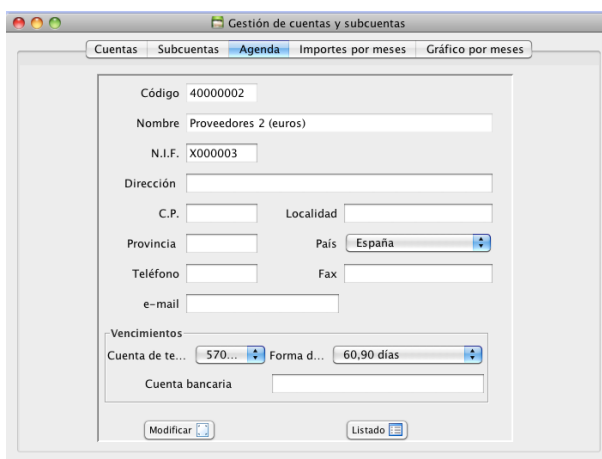 Gestión de cuentas y subcuentas
Cuentas Subcuentas Agenda Importes por meses Gráfico por meses
Código 40000002
Nombre Proveedores 2 (euros)
N.I.F. X000003
Dirección
C.P. Localidad
Provincia País España
Teléfono Fax
e-mail
Vencimientos
Cuenta de te... 570... Forma d... 60,90 días
Cuenta bancaria
Modificar Listado